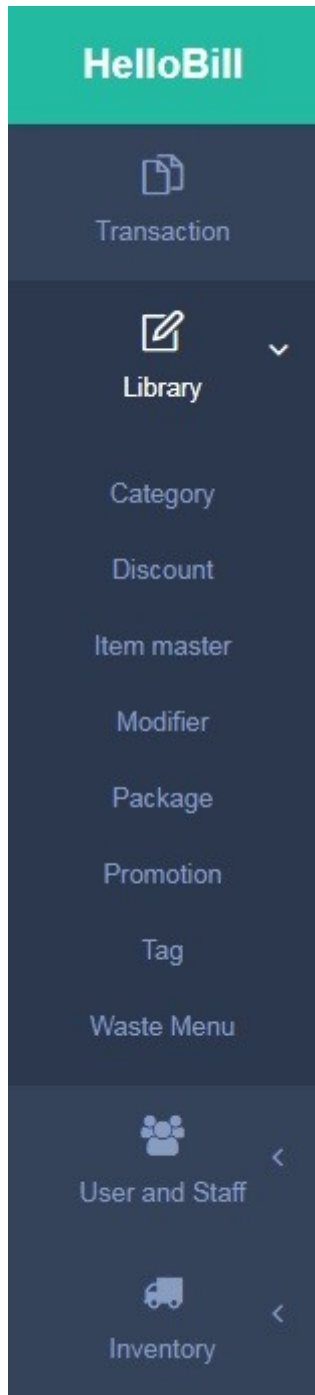 HelloBill
Transaction
Library
Category
Discount
Item master
Modifier
Package
Promotion
Tag
Waste Menu
User and Staff
Inventory